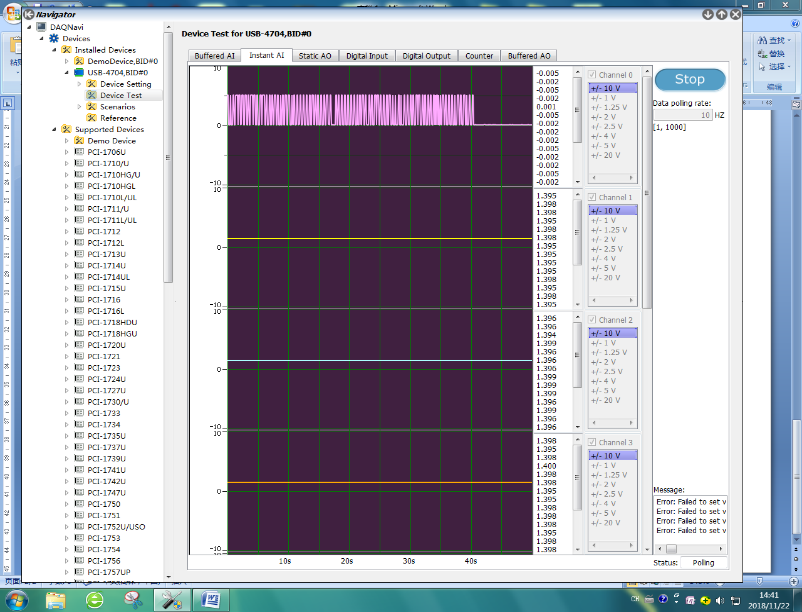 Navigator
DAQNavi
Devices
Installed Devices
DemoDevice,BID#0
USB-4704,BID#0
Device Setting
Device Test
Scenarios
Reference
Supported Devices
Demo Device
PCI-1706U
PCI-1710/U
PCI-1710HG/U
PCI-1710HGL
PCI-1710L/UL
PCI-1711/U
PCI-1711L/UL
PCI-1712
PCI-1712L
PCI-1713U
PCI-1714U
PCI-1714UL
PCI-1715U
PCI-1716
PCI-1716L
PCI-1718HDU
PCI-1718HGU
PCI-1720U
PCI-1721
PCI-1723
PCI-1724U
PCI-1727U
PCI-1730/U
PCI-1733
PCI-1734
PCI-1735U
PCI-1737U
PCI-1739U
PCI-1741U
PCI-1742U
PCI-1747U
PCI-1750
PCI-1751
PCI-1752U/USO
PCI-1753
PCI-1754
PCI-1756
PCI-1757UP
Device Test for USB-4704,BID#0
Buffered AI
Instant AI
Static AO
Digital Input
Digital Output
Counter
Buffered AO
10
0
-10
-0.005
-0.002
-0.005
-0.002
0.001
-0.005
-0.002
-0.002
-0.005
-0.002
-0.002
-0.002
-0.005
-0.002
Channel 0
+/- 10 V
+/- 1 V
+/- 1.25 V
+/- 2 V
+/- 2.5 V
+/- 4 V
+/- 5 V
+/- 20 V
10
0
-10
1.395
1.398
1.398
1.395
1.398
1.395
1.395
1.395
1.395
1.398
1.398
1.395
Channel 1
+/- 10 V
+/- 1 V
+/- 1.25 V
+/- 2 V
+/- 2.5 V
+/- 4 V
+/- 5 V
+/- 20 V
10
0
-10
1.396
1.396
1.394
1.399
1.399
1.396
1.396
1.396
1.399
1.399
1.396
1.396
1.396
Channel 2
+/- 10 V
+/- 1 V
+/- 1.25 V
+/- 2 V
+/- 2.5 V
+/- 4 V
+/- 5 V
+/- 20 V
10
0
-10
1.398
1.395
1.398
1.400
1.398
1.395
1.395
1.398
1.395
1.398
1.395
1.398
1.398
Channel 3
+/- 10 V
+/- 1 V
+/- 1.25 V
+/- 2 V
+/- 2.5 V
+/- 4 V
+/- 5 V
+/- 20 V
10s
20s
30s
40s
Stop
Data polling rate:
10 HZ
[1, 1000]
Message:
Error: Failed to set v
Error: Failed to set v
Error: Failed to set v
Error: Failed to set v
Status: Polling
查找
替换
选择
编辑
CH
14:41
2018/11/22